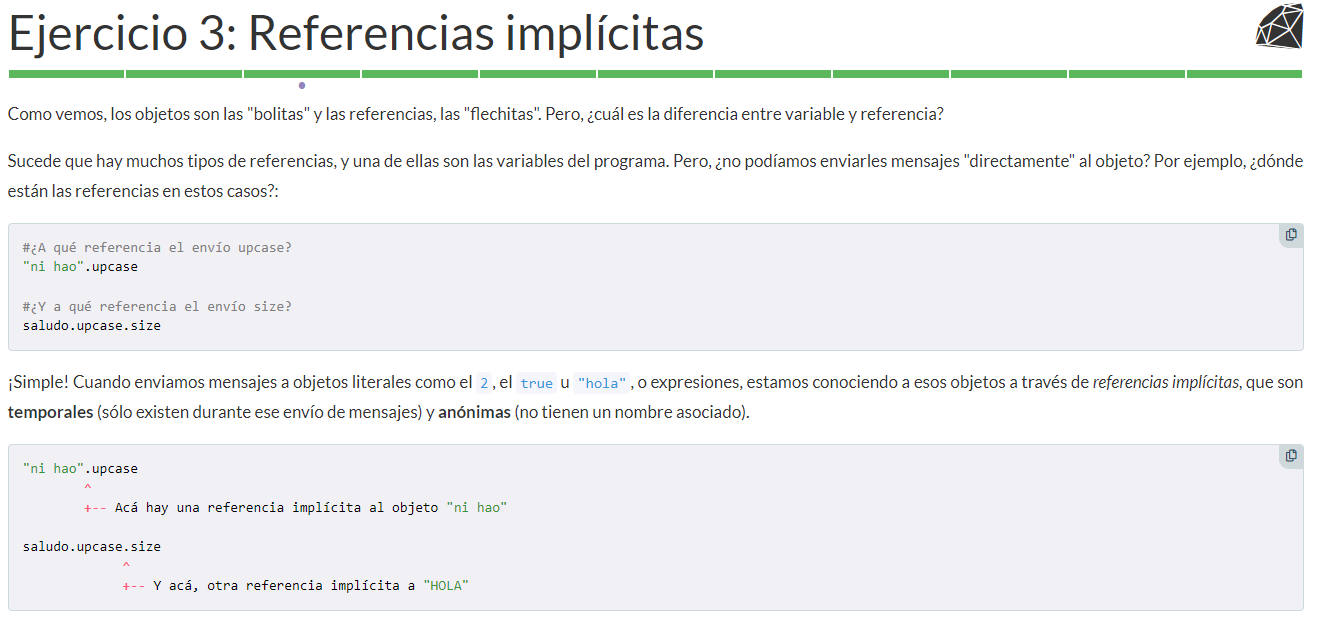 Ejercicio 3: Referencias implícitas
Como vemos, los objetos son las "bolitas" y las referencias, las "flechitas". Pero, ¿cuál es la diferencia entre variable y referencia?
Sucede que hay muchos tipos de referencias, y una de ellas son las variables del programa. Pero, ¿no podíamos enviarles mensajes "directamente" al objeto? Por ejemplo, ¿dónde
están las referencias en estos casos?:
#¿A qué referencia el envío upcase?
"ni hao".upcase
#¿Y a qué referencia el envío size?
saludo.upcase.size
¡Simple! Cuando enviamos mensajes a objetos literales como el 2, el true u "hola", o expresiones, estamos conociendo a esos objetos a través de referencias implícitas, que son
temporales (sólo existen durante ese envío de mensajes) y anónimas (no tienen un nombre asociado).
"ni hao".upcase
^
+-- Acá hay una referencia implícita al objeto "ni hao"
saludo.upcase.size
^
+-- Y acá, otra referencia implícita a "HOLA"